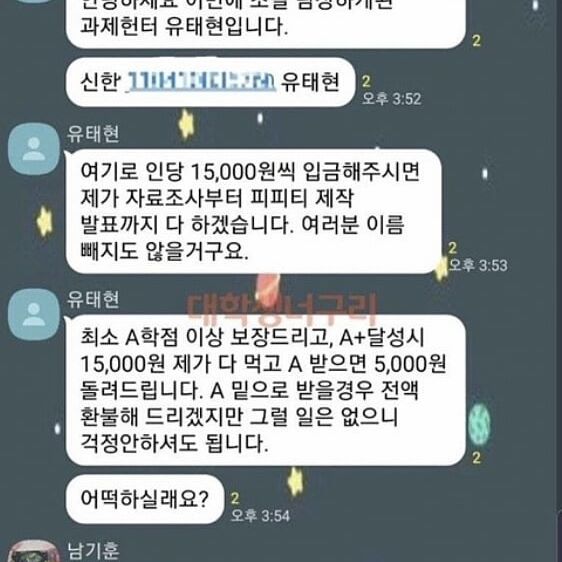 과제헌터 유태현입니다.
2
신한 유태현
2
오후 3:52
유태현
여기로 인당 15,000원씩 입금해주시면
제가 자료조사부터 피피티 제작
발표까지 다 하겠습니다. 여러분 이름
빼지도 않을거구요.
2
오후 3:53
유태현
대학생너구리
최소 A학점 이상 보장드리고, A+달성시
15,000원 제가 다 먹고 A 받으면 5,000원
돌려드립니다. A 밑으로 받을경우 전액
환불해 드리겠지만 그럴 일은 없으니
걱정안하셔도 됩니다.
2
어떡하실래요?
2
오후 3:54
남기훈